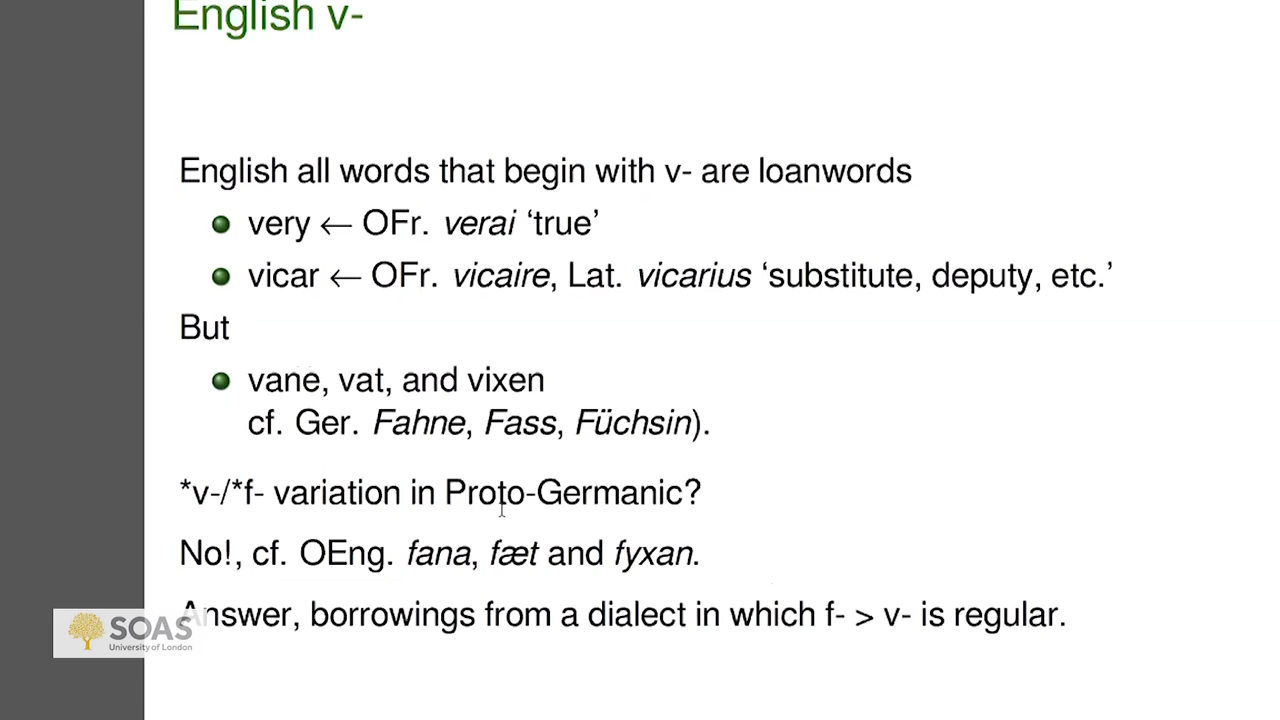 English v-
English all words that begin with v- are loanwords
very ← OFr. verai ‘true’
vicar ← OFr. vicaire, Lat. vicarius ‘substitute, deputy, etc.’
But
vane, vat, and vixen
cf. Ger. Fahne, Fass, Füchsin).
*v-/*f- variation in Proto-Germanic?
No!, cf. OEng. fana, fæt and fyxan.
Answer, borrowings from a dialect in which f- > v- is regular.
SOAS
University of London